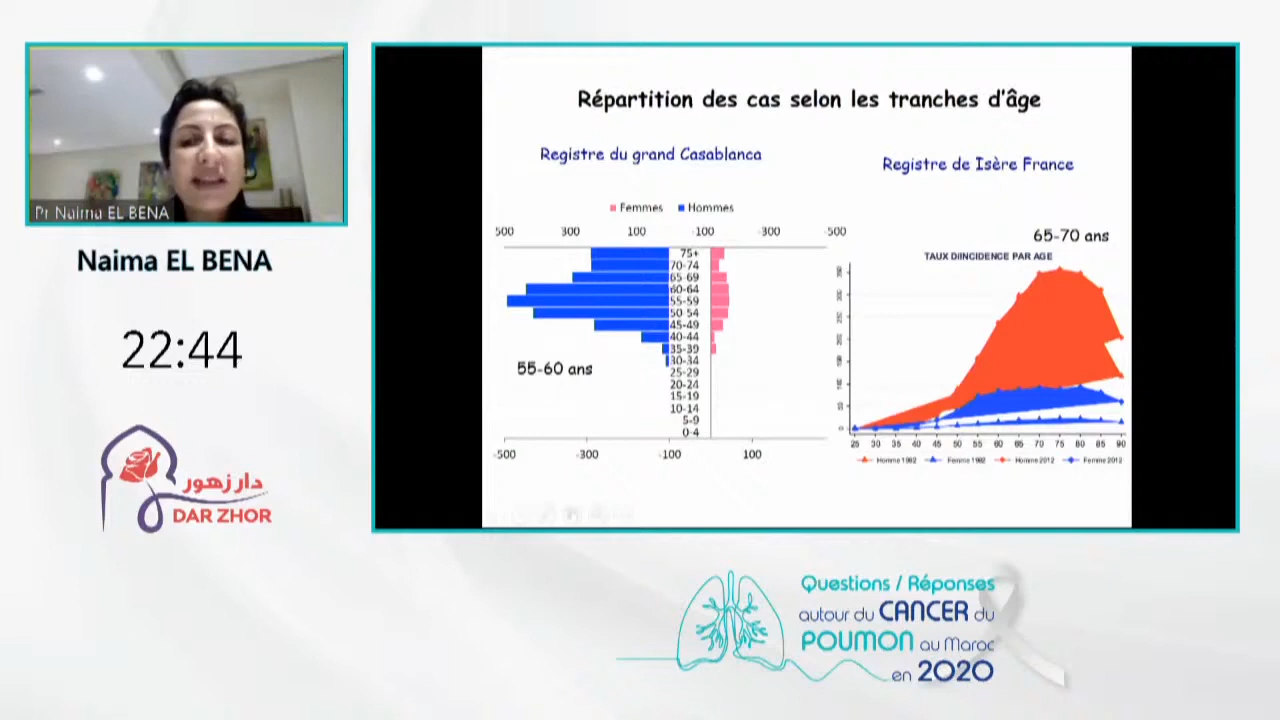 Pr Naima EL BENA
Naima EL BENA
22:44
دار زهور
DAR ZHOR
Répartition des cas selon les tranches d'âge
Registre du grand Casablanca
Femmes Hommes
500 300 100 -100 -300 -500
75+
70-74
65-69
60-64
55-59
50 54
45-49
40-44
35-39
30-34
25-29
20-24
15-19
10-14
5-9
0 4
55-60 ans
-500 -300 -100 100
Registre de Isère France
65-70 ans
TAUX DIINCIDENCE PAR AGE
25 30 35 40 45 50 55 60 65 70 75 80 85 90
Homme 1982 Femme 1982 Homme 2012 Femme 2012
Questions / Réponses
autour du CANCER du
POUMON au Maroc
en 2020